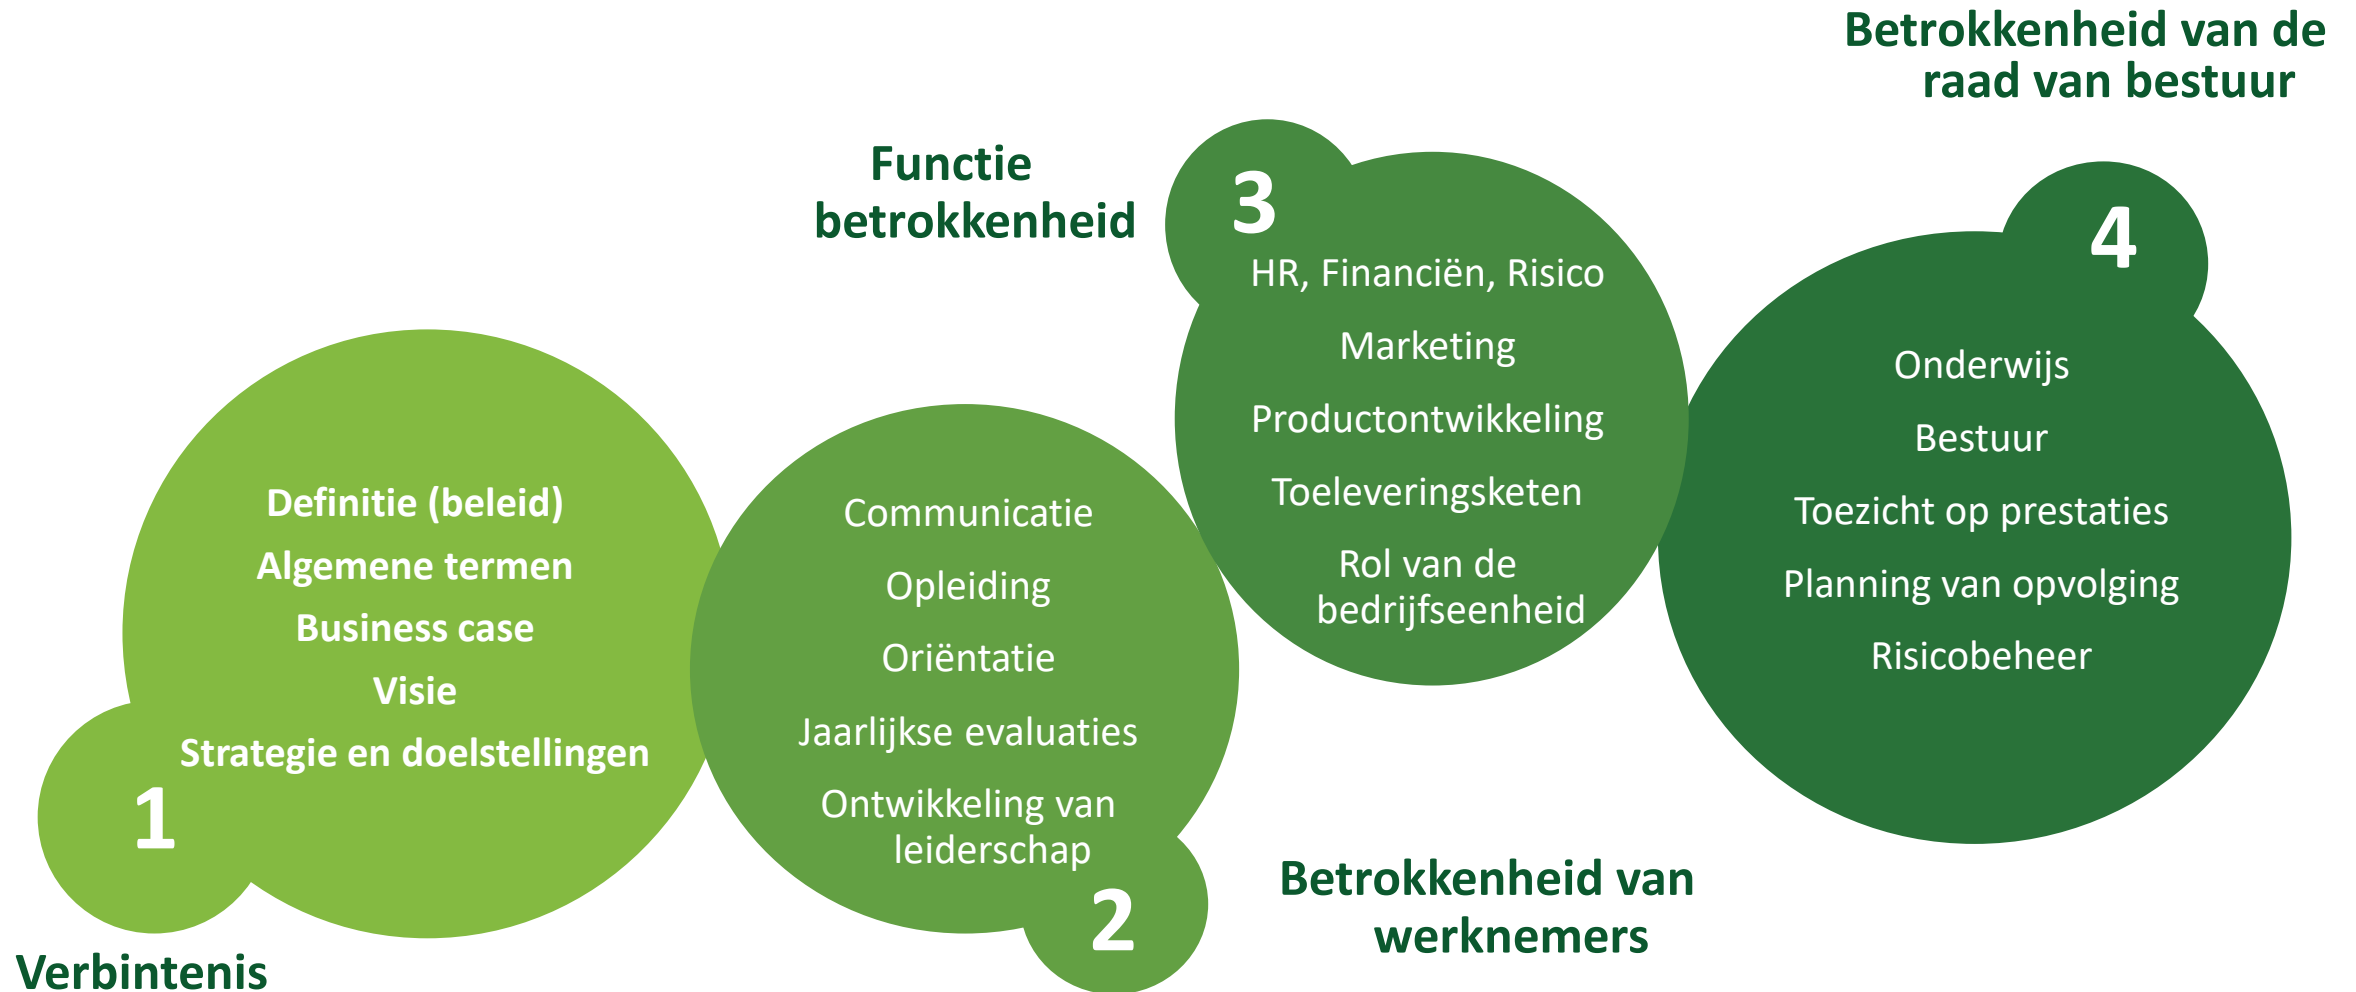 Definitie (beleid)
Algemene termen
Business case
Visie
Strategie en doelstellingen
1
Verbintenis
Communicatie
Opleiding
Oriëntatie
Jaarlijkse evaluaties
Ontwikkeling van
leiderschap
2
Betrokkenheid van
werknemers
Functie
betrokkenheid
3
HR, Financiën, Risico
Marketing
Productontwikkeling
Toeleveringsketen
Rol van de
bedrijfseenheid
Betrokkenheid van de
raad van bestuur
4
Onderwijs
Bestuur
Toezicht op prestaties
Planning van opvolging
Risicobeheer